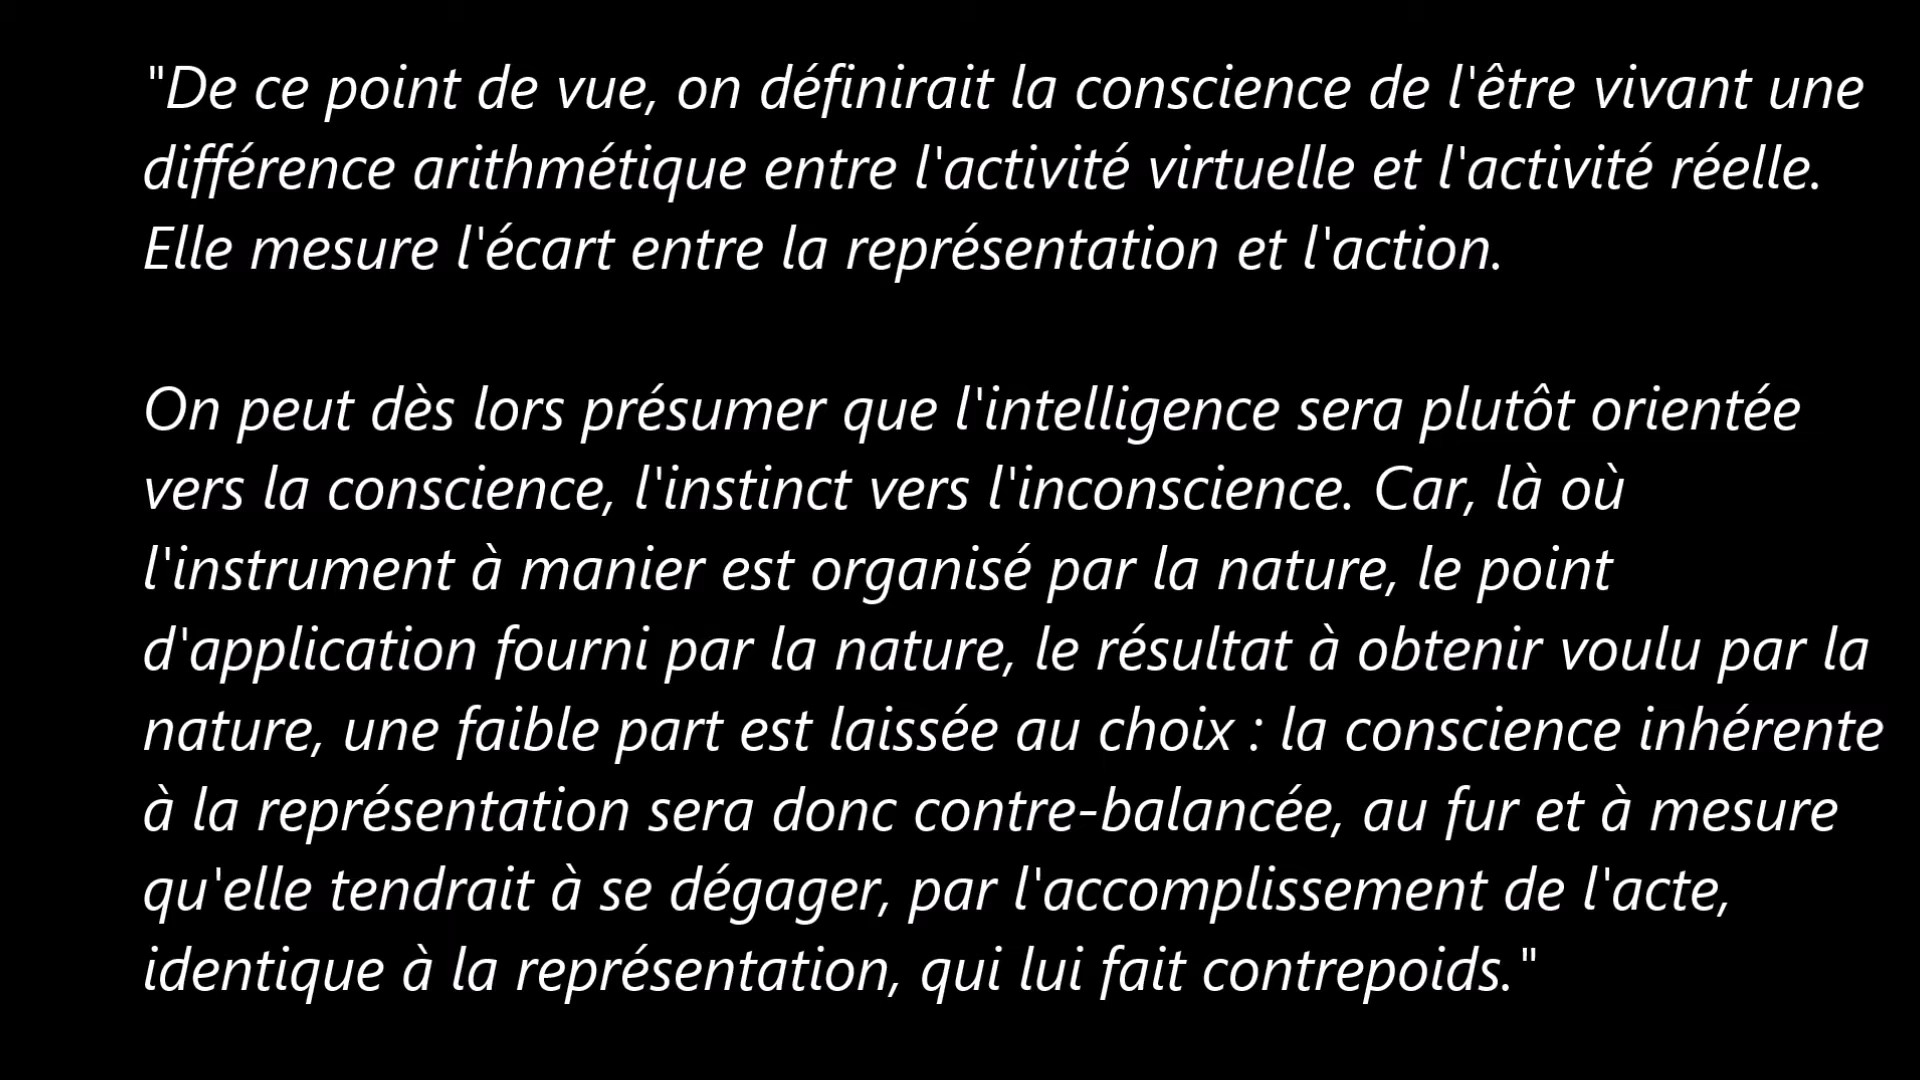 "De ce point de vue, on définirait la conscience de l'être vivant une
différence arithmétique entre l'activité virtuelle et l'activité réelle.
Elle mesure l'écart entre la représentation et l'action.
On peut dès lors présumer que l'intelligence sera plutôt orientée
vers la conscience, l'instinct vers l'inconscience. Car, là où
l'instrument à manier est organisé par la nature, le point
d'application fourni par la nature, le résultat à obtenir voulu par la
nature, une faible part est laissée au choix : la conscience inhérente
à la représentation sera donc contre-balancée, au fur et à mesure
qu'elle tendrait à se dégager, par l'accomplissement de l'acte,
identique à la représentation, qui lui fait contrepoids."